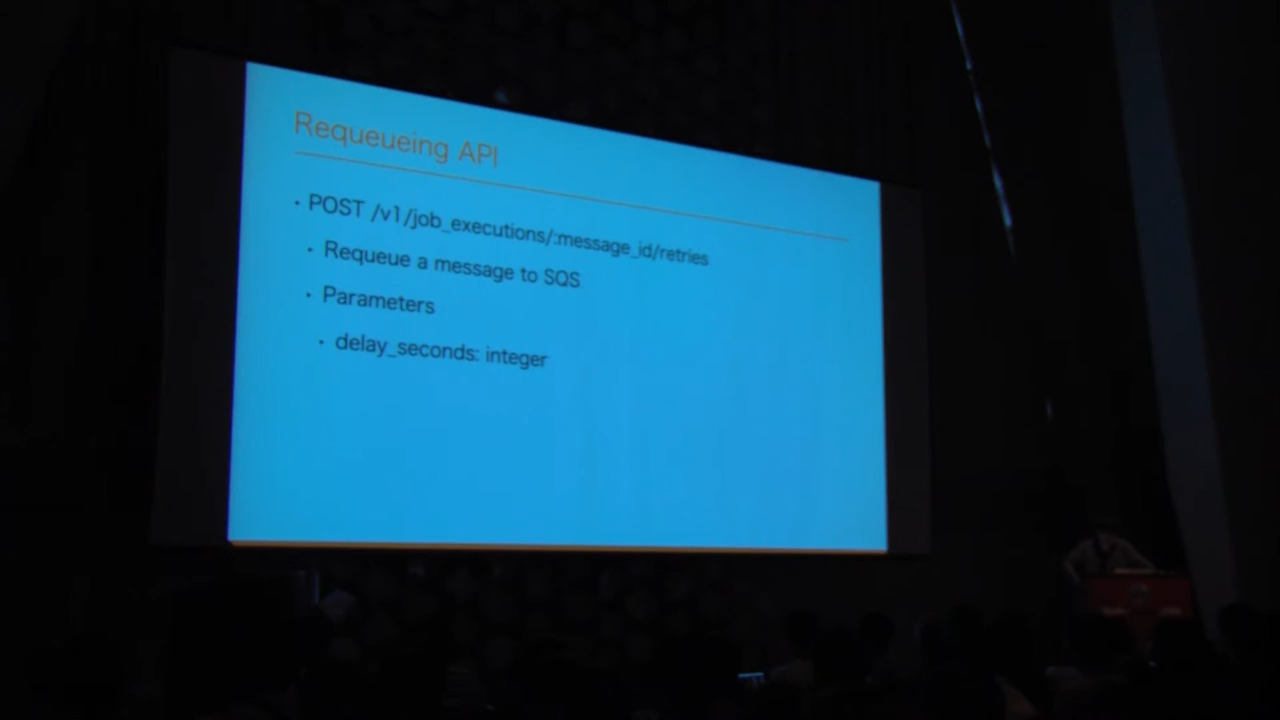 Requeueing API
• POST /v1/job_executions/:message_id/retries
• Requeue a message to SQS
• Parameters
• delay_seconds: integer